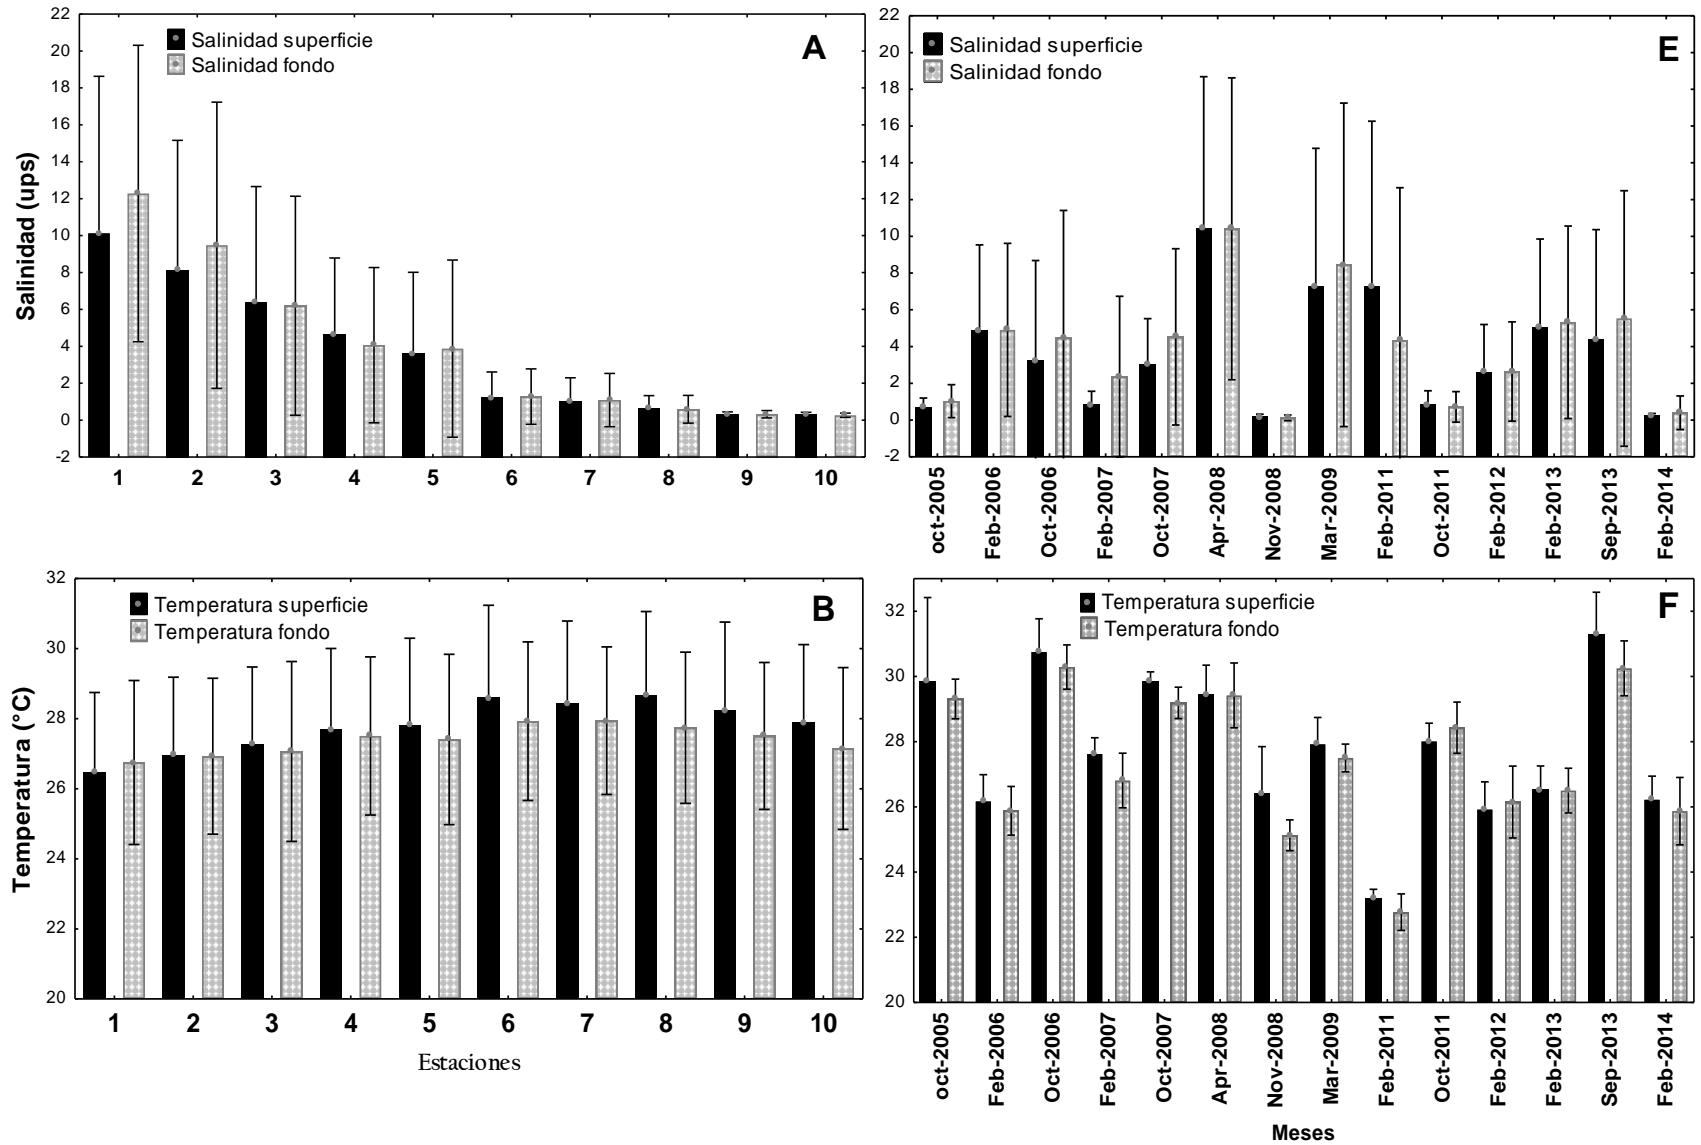 22
20
18
16
14
12
10
8
6
4
2
0
-2
Salinidad (ups)
Salinidad superficie
Salinidad fondo
A
1 2 3 4 5 6 7 8 9 10
22
20
18
16
14
12
10
8
6
4
2
0
-2
Salinidad superficie
Salinidad fondo
E
oct-2005
Feb-2006
Oct-2006
Feb-2007
Oct-2007
Apr-2008
Nov-2008
Mar-2009
Feb-2011
Oct-2011
Feb-2012
Feb-2013
Sep-2013
Feb-2014
32
30
28
26
24
22
20
Temperatura (°C)
Temperatura superficie
Temperatura fondo
B
1 2 3 4 5 6 7 8 9 10
Estaciones
32
30
28
26
24
22
20
Temperatura superficie
Temperatura fondo
F
oct-2005
Feb-2006
Oct-2006
Feb-2007
Oct-2007
Apr-2008
Nov-2008
Mar-2009
Feb-2011
Oct-2011
Feb-2012
Feb-2013
Sep-2013
Feb-2014
Meses